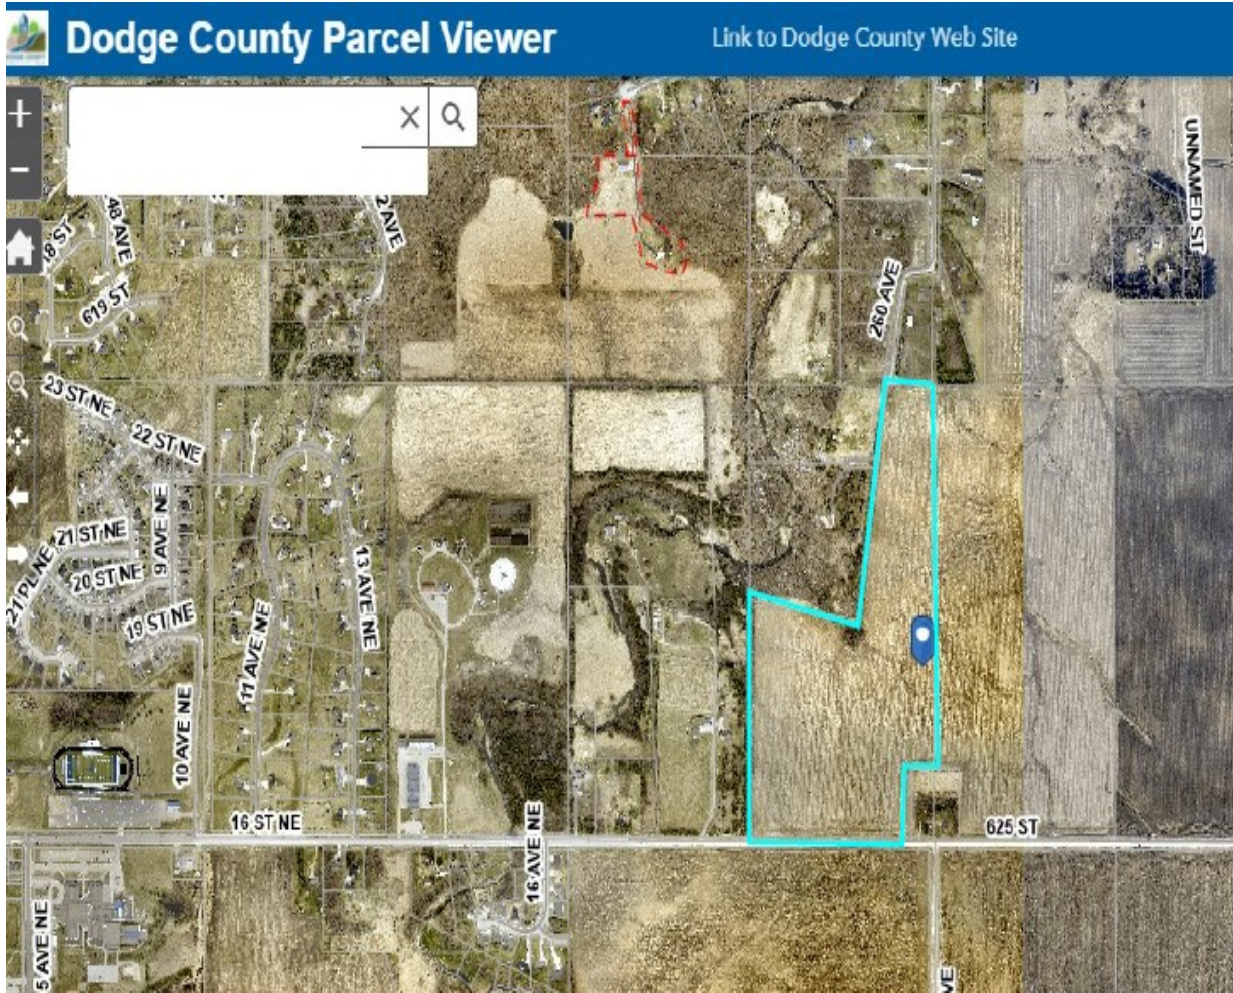 Dodge County Parcel Viewer
Link to Dodge County Web Site
UNNAMED ST
48 AVE
2 AVE
18 ST
619 ST
260 AVE
23 ST NE
22 ST NE
9 AVE NE
21 ST NE
21 PL NE
20 ST NE
19 ST NE
11 AVE NE
13 AVE NE
10 AVE NE
16 ST NE
625 ST
16 AVE NE
5 AVE NE
VE